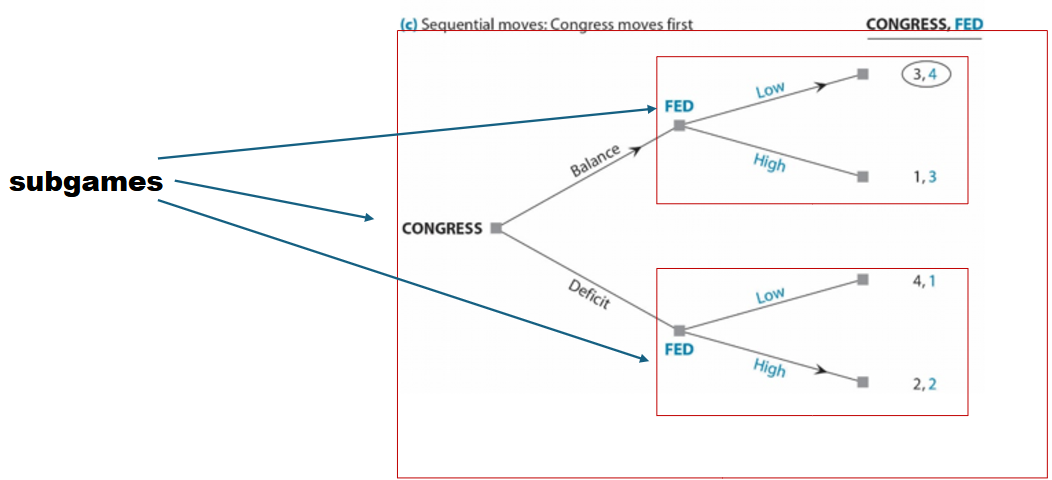 (c) Sequential moves: Congress moves first
CONGRESS, FED
Low
3, 4
FED
Balance
High
1, 3
subgames
CONGRESS
Deficit
Low
4, 1
FED
High
2, 2